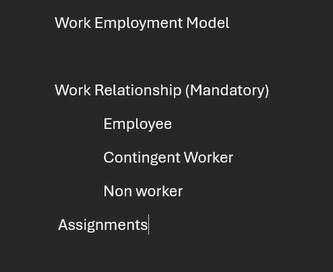 Work Employment Model
Work Relationship (Mandatory)
Employee
Contingent Worker
Non worker
Assignments